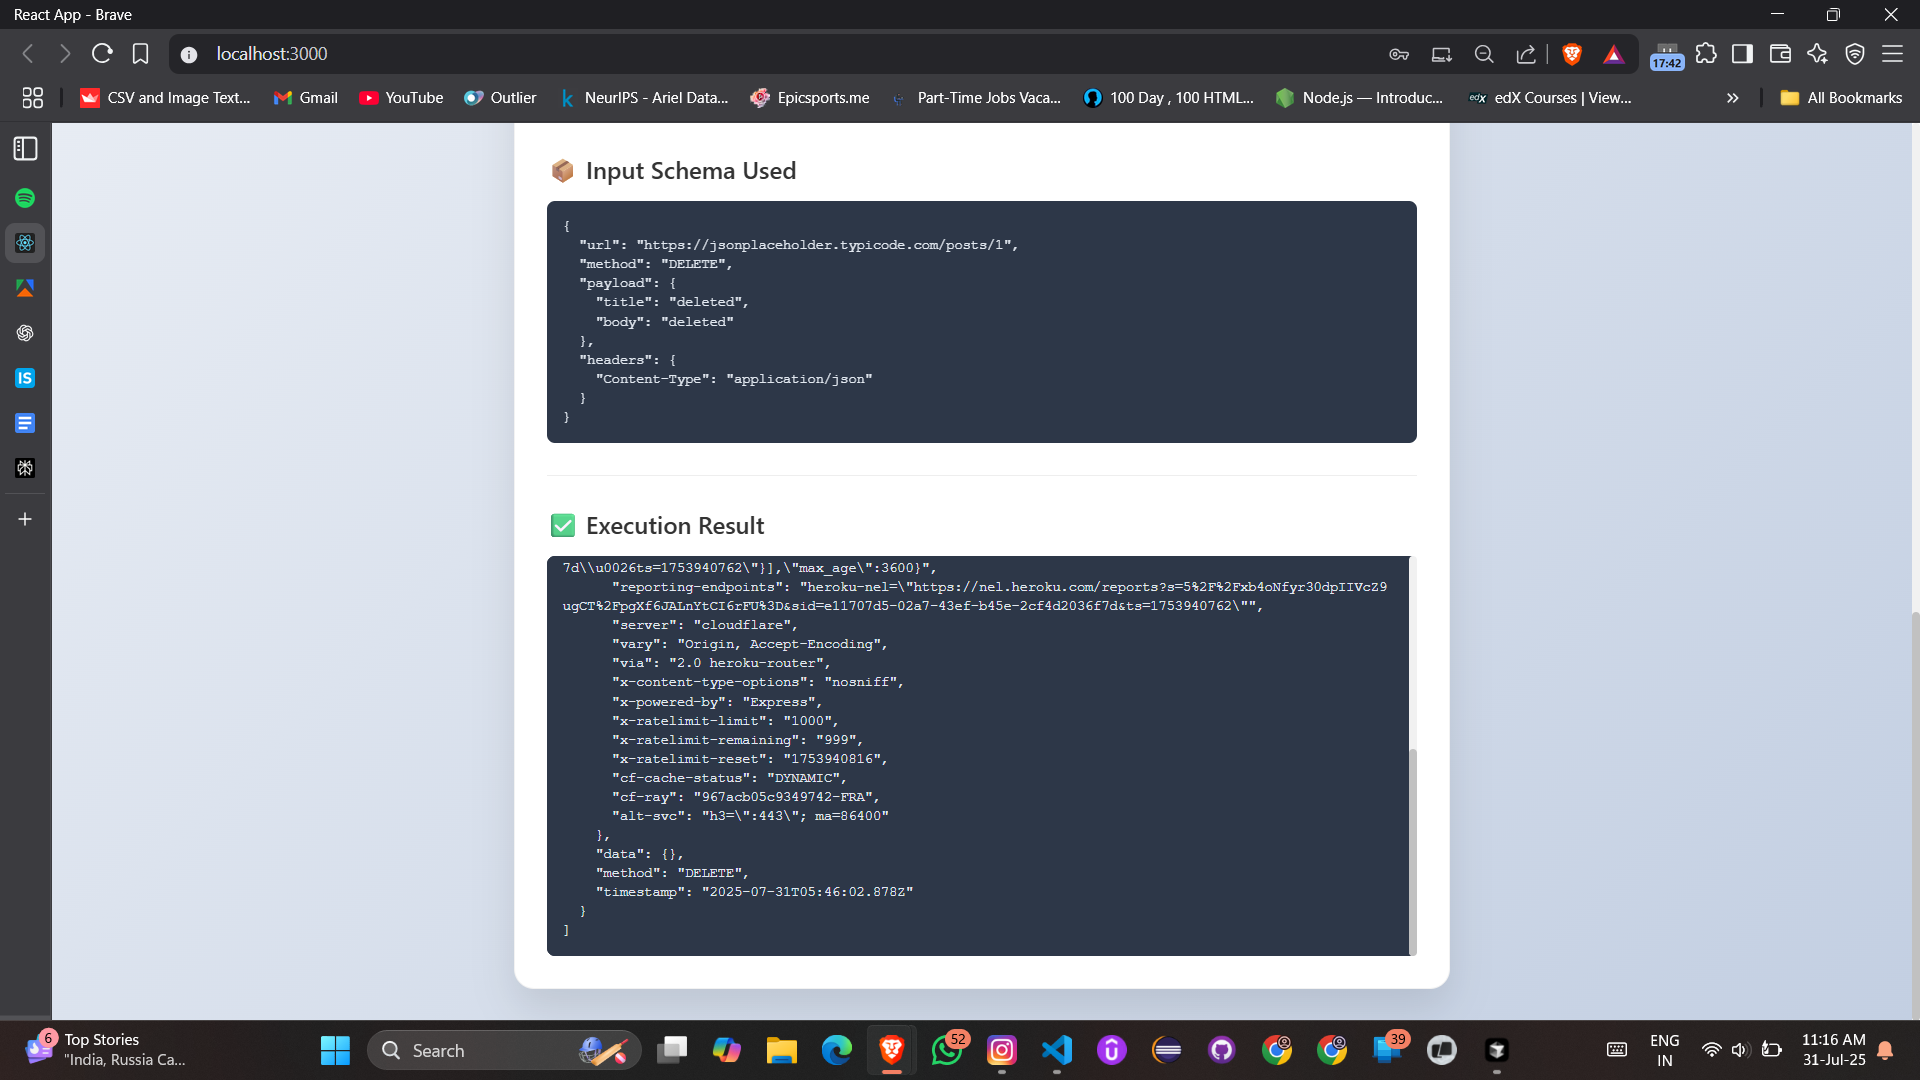 React App - Brave
localhost:3000
17:42
CSV and Image Text...
Gmail
YouTube
Outlier
NeurIPS - Ariel Data...
Epicsports.me
Part-Time Jobs Vaca...
100 Day , 100 HTML...
Node.js — Introduc...
edX Courses | View...
All Bookmarks
IS
Input Schema Used
{
"url": "https://jsonplaceholder.typicode.com/posts/1",
"method": "DELETE",
"payload": {
"title": "deleted",
"body": "deleted"
},
"headers": {
"Content-Type": "application/json"
}
}
Execution Result
7d\\u0026ts=1753940762\"}],\"max_age\":3600}",
"reporting-endpoints": "heroku-nel=\"https://nel.heroku.com/reports?s=5%2F%2Fxb4oNfyr30dpIIVcZ9
ugCT%2FpgXf6JALnYtCI6rFU%3D&sid=e11707d5-02a7-43ef-b45e-2cf4d2036f7d&ts=1753940762\"",
"server": "cloudflare",
"vary": "Origin, Accept-Encoding",
"via": "2.0 heroku-router",
"x-content-type-options": "nosniff",
"x-powered-by": "Express",
"x-ratelimit-limit": "1000",
"x-ratelimit-remaining": "999",
"x-ratelimit-reset": "1753940816",
"cf-cache-status": "DYNAMIC",
"cf-ray": "967acb05c9349742-FRA",
"alt-svc": "h3=\":443\"; ma=86400"
},
"data": {},
"method": "DELETE",
"timestamp": "2025-07-31T05:46:02.878Z"
}
]
6
Top Stories
"India, Russia Ca...
Search
52
39
ENG
IN
11:16 AM
31-Jul-25